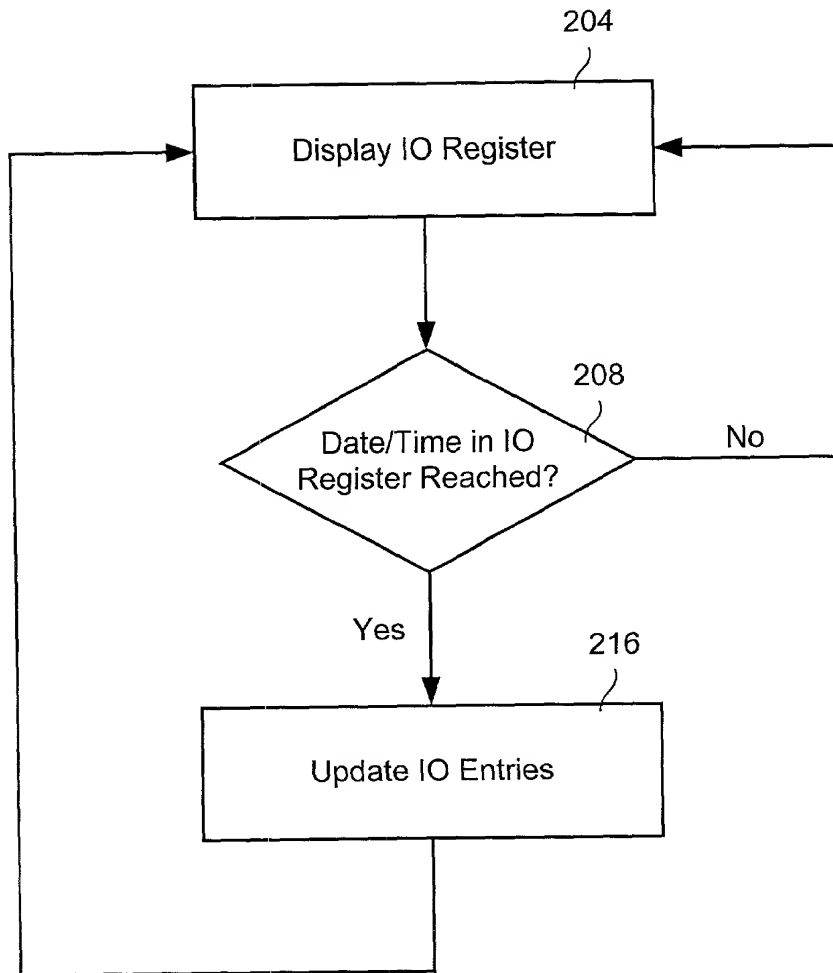 204
Display IO Register
208
Date/Time in IO
Register Reached?
No
Yes
216
Update IO Entries